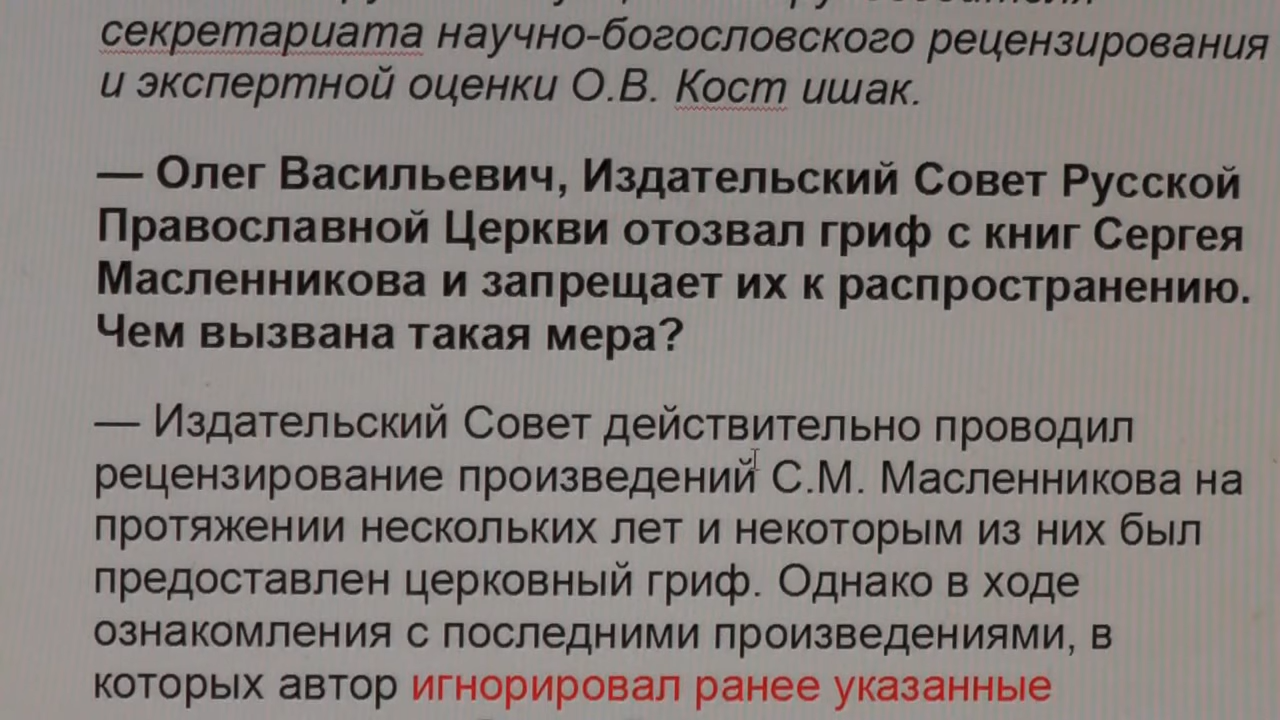 секретариата научно-богословского рецензирования
и экспертной оценки О.В. Кост ишак.
— Олег Васильевич, Издательский Совет Русской
Православной Церкви отозвал гриф с книг Сергея
Масленникова и запрещает их к распространению.
Чем вызвана такая мера?
— Издательский Совет действительно проводил
рецензирование произведений С.М. Масленникова на
протяжении нескольких лет и некоторым из них был
предоставлен церковный гриф. Однако в ходе
ознакомления с последними произведениями, в
которых автор игнорировал ранее указанные